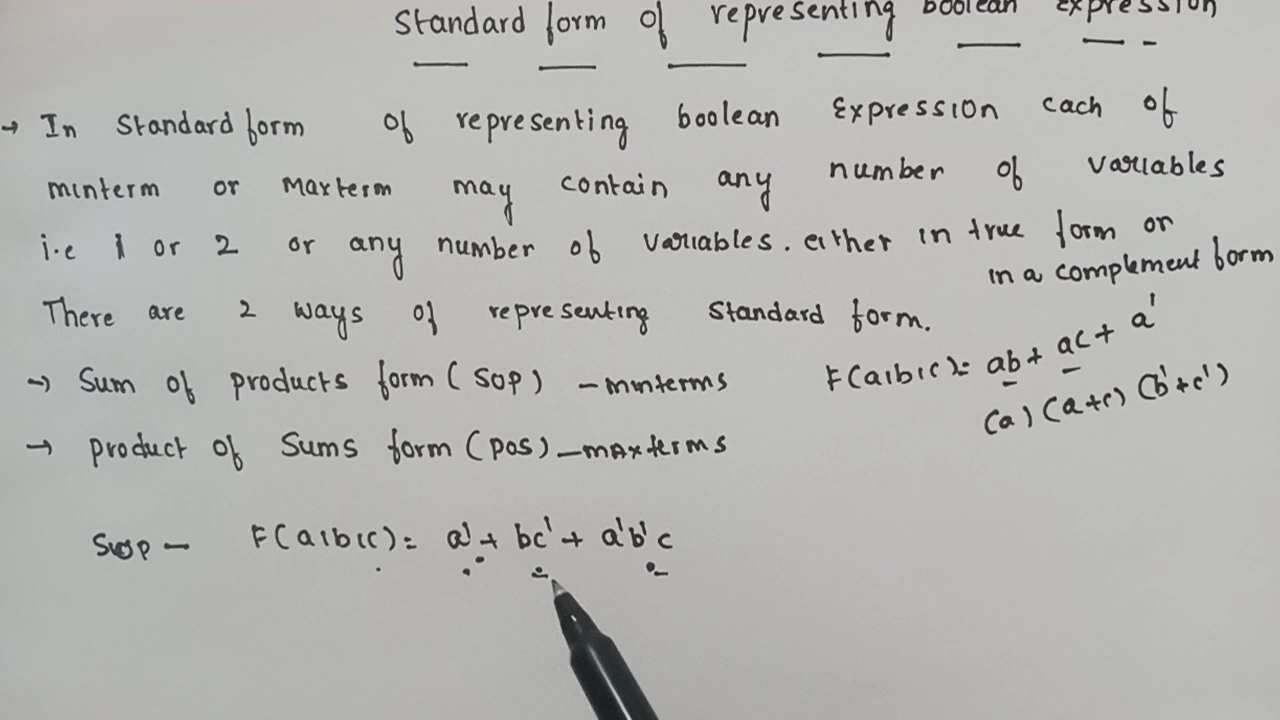 Standard form of representing boolean expression
→ In Standard form of representing boolean Expression each of
minterm or Maxterm may contain any number of variables
i.e 1 or 2 or any number of variables. either in true form or
in a complement form
There are 2 ways of representing Standard form.
→ Sum of products form (SOP) - minterms
F(a,b,c)= ab + ac + a'
(a) (a+c) (b'+c')
→ product of Sums form (pos) - maxterms
Sop - F(a,b,c)= a' + bc' + a'b'c